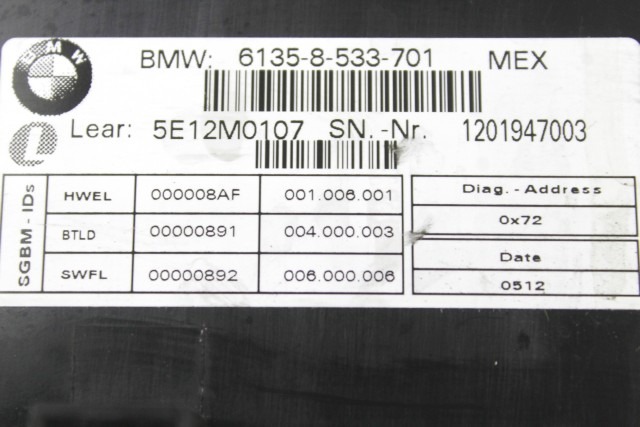 BMW
BMW: 6135-8-533-701 MEX
Lear: 5E12M0107 SN.-Nr. 1201947003
SGBM - IDs
HWEL 000008AF 001.006.001
BTLD 00000891 004.000.003
SWFL 00000892 006.000.006
Diag. - Address
0x72
Date
0512